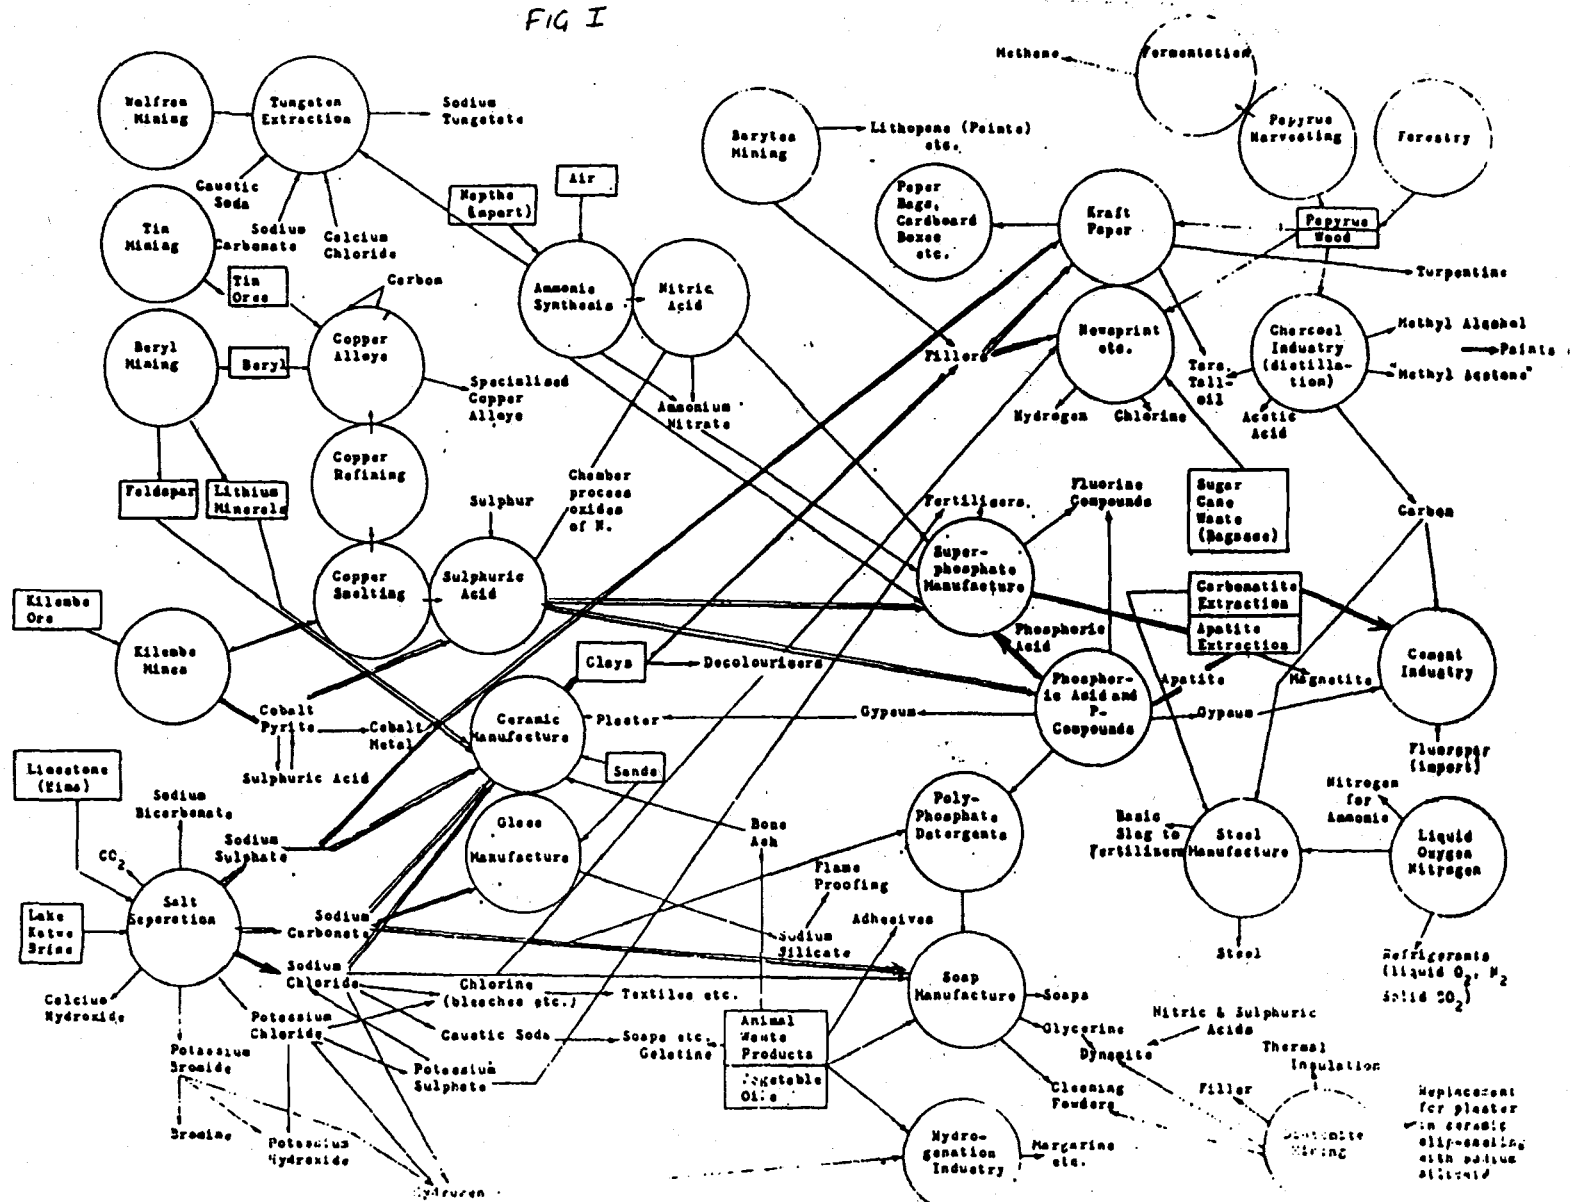 FIG I
Methane
Fermentation
Wolfram
Mining
Tungsten
Extraction
Sodium
Tungstate
Barytes
Mining
Lithopone (Paints)
etc.
Papyrus
Harvesting
Forestry
Caustic
Soda
Sodium
Carbonate
Calcium
Chloride
Naptha
(import)
Air
Paper
Bags,
Cardboard
Boxes
etc.
Kraft
Paper
Papyrus
Wood
Turpentine
Tin
Mining
Tin
Ores
Carbon
Ammonia
Synthesis
Nitric
Acid
Fillers
Newsprint
etc.
Charcoal
Industry
(distilla-
tion)
Methyl Alcohol
Paints
"Methyl Acetone"
Tars,
Tall-
oil
Acetic
Acid
Hydrogen
Chlorine
Beryl
Mining
Beryl
Copper
Alloys
Specialised
Copper
Alloys
Ammonium
Nitrate
Copper
Refining
Feldspar
Lithium
Minerals
Sulphur
Chamber
process
oxides
of N.
Fertilisers.
Fluorine
Compounds
Sugar
Cane
Waste
(Bagasse)
Carbon
Super-
phosphate
Manufacture
Copper
Smelting
Sulphuric
Acid
Kilembe
Ore
Kilembe
Mines
Carbonatite
Extraction
Apatite
Extraction
Phosphoric
Acid
Clays
Decolourisers
Cement
Industry
Phosphor-
ic Acid and
P-
Compounds
Apatite
Magnetite
Gypsum
Gypsum
Plaster
Ceramic
Manufacture
Cobalt
Pyrite
Cobalt
Metal
Sulphuric Acid
Sands
Fluorspar
(import)
Limestone
(Hima)
Sodium
Bicarbonate
Sodium
Sulphate
CO2
Glass
Manufacture
Bone
Ash
Poly-
Phosphate
Detergents
Basic
Slag to
Fertilisers
Steel
Manufacture
Nitrogen
for
Ammonia
Liquid
Oxygen
Nitrogen
Flame
Proofing
Salt
Separation
Lake
Katwe
Brine
Sodium
Carbonate
Sodium
Silicate
Adhesives
Steel
Refrigerants
(liquid O2, N2
Solid CO2)
Sodium
Chloride
Chlorine
(bleaches etc.)
Textiles etc.
Soap
Manufacture
Soaps
Calcium
Hydroxide
Potassium
Chloride
Caustic Soda
Soaps etc.
Gelatine
Animal
Waste
Products
Vegetable
Oils
Glycerine
Dynamite
Nitric & Sulphuric
Acids
Potassium
Bromide
Potassium
Sulphate
Cleaning
Powders
Filler
Thermal
Insulation
Bromine
Potassium
Hydroxide
Hydrogen
Hydro-
genation
Industry
Margarine
etc.
Diatomite
Mining
Replacement
for plaster
in ceramic
slip-casting
with sodium